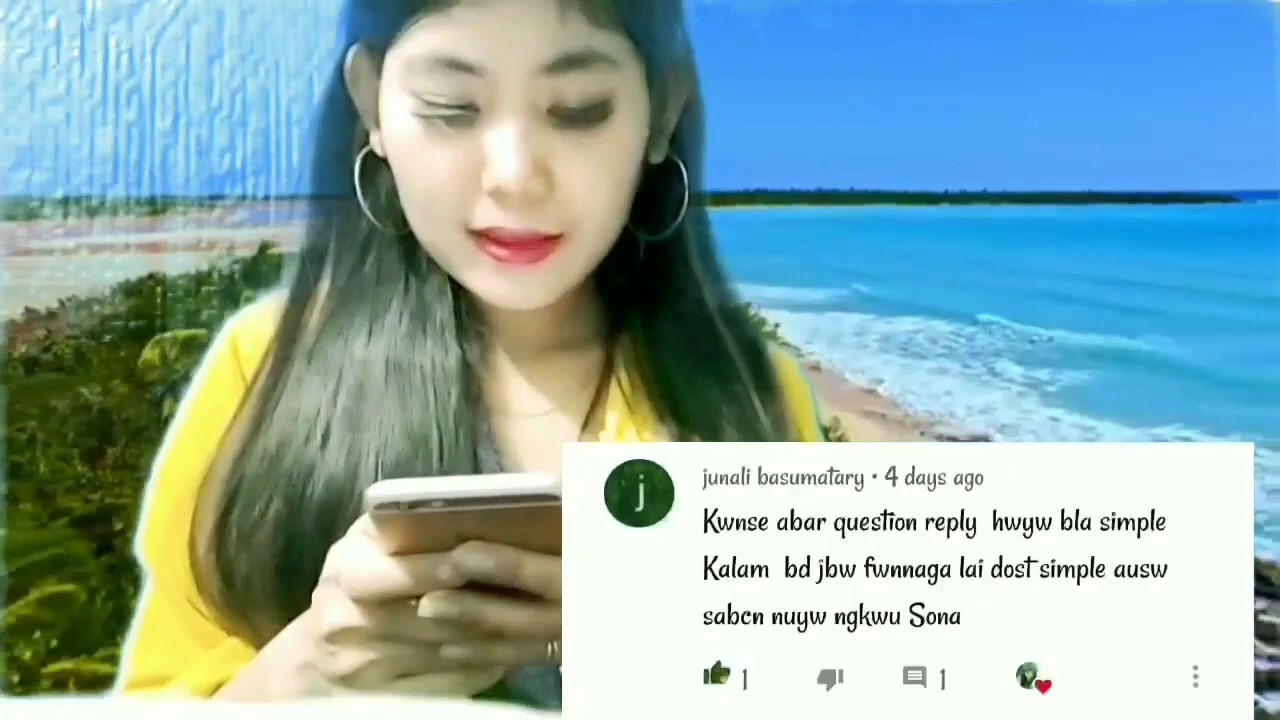 j
junali basumatary • 4 days ago
Kwnse abar question reply hwyw bla simple
Kalam bd jbw fwnnaga lai dost simple ausw
sabcn nuyw ngkwu Sona
1
1